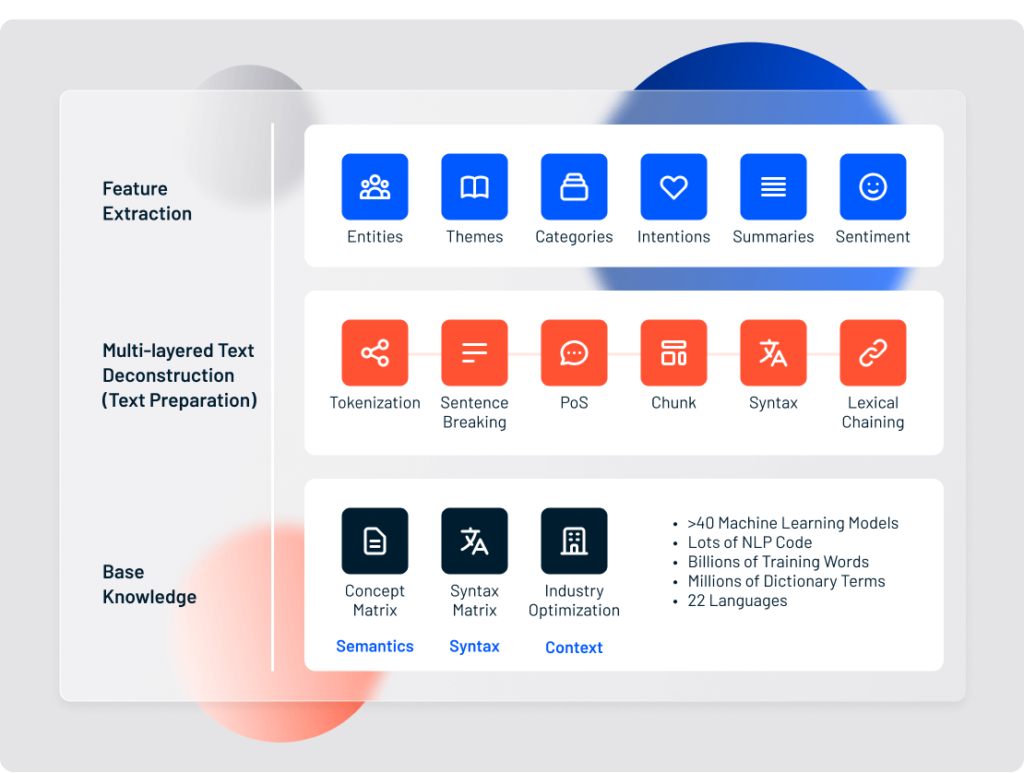 Feature
Extraction
Entities
Themes
Categories
Intentions
Summaries
Sentiment
Multi-layered Text
Deconstruction
(Text Preparation)
Tokenization
Sentence
Breaking
PoS
Chunk
Syntax
Lexical
Chaining
Base
Knowledge
Concept
Matrix
Semantics
Syntax
Matrix
Syntax
Industry
Optimization
Context
• >40 Machine Learning Models
• Lots of NLP Code
• Billions of Training Words
• Millions of Dictionary Terms
• 22 Languages